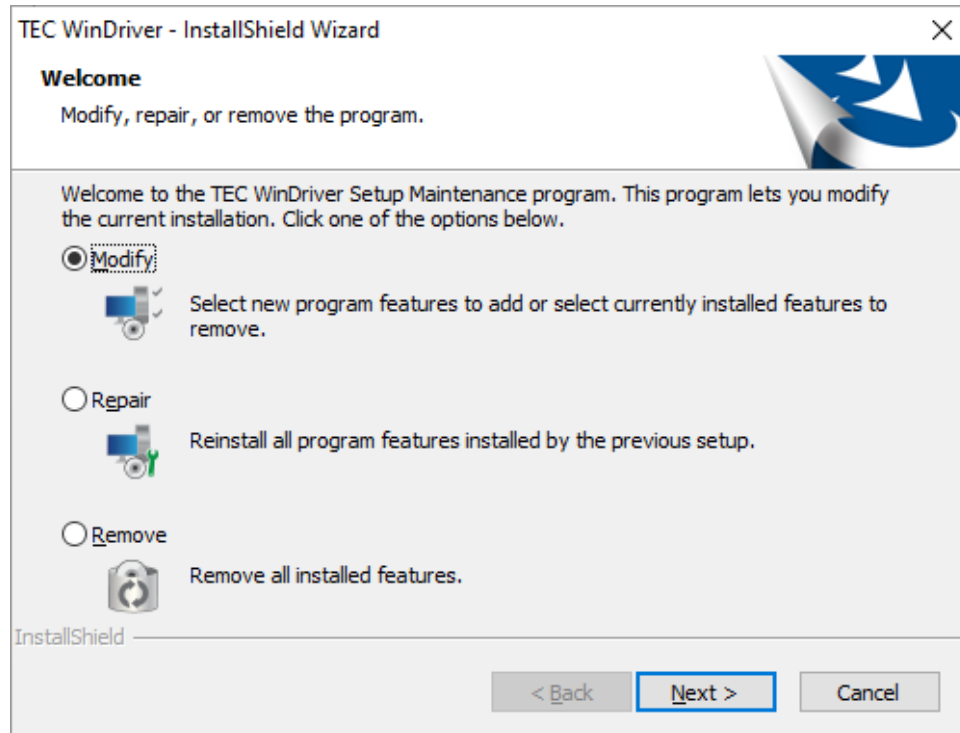 TEC WinDriver - InstallShield Wizard
Welcome
Modify, repair, or remove the program.
Welcome to the TEC WinDriver Setup Maintenance program. This program lets you modify
the current installation. Click one of the options below.
Modify
Select new program features to add or select currently installed features to
remove.
Repair
Reinstall all program features installed by the previous setup.
Remove
Remove all installed features.
InstallShield
< Back Next > Cancel